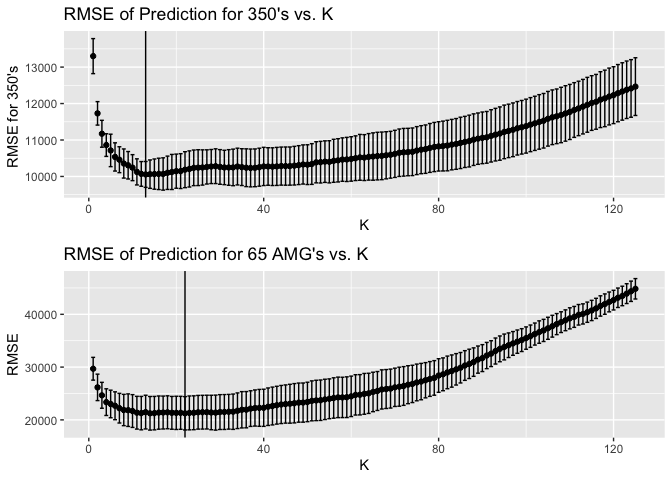 RMSE of Prediction for 350's vs. K
RMSE for 350's
13000
12000
11000
10000
0 40 80 120
K
RMSE of Prediction for 65 AMG's vs. K
RMSE
40000
30000
20000
0 40 80 120
K